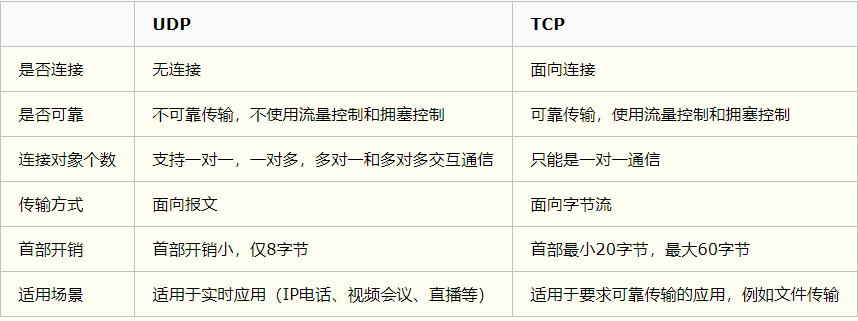 UDP TCP
是否连接 无连接 面向连接
是否可靠 不可靠传输，不使用流量控制和拥塞控制 可靠传输，使用流量控制和拥塞控制
连接对象个数 支持一对一，一对多，多对一和多对多交互通信 只能是一对一通信
传输方式 面向报文 面向字节流
首部开销 首部开销小，仅8字节 首部最小20字节，最大60字节
适用场景 适用于实时应用（IP电话、视频会议、直播等） 适用于要求可靠传输的应用，例如文件传输